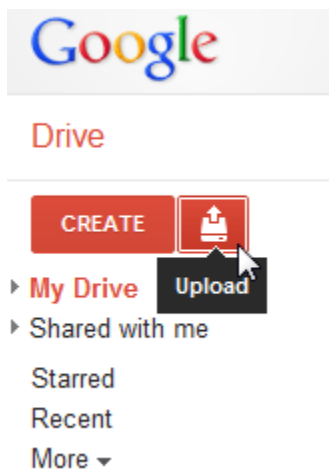 Google
Drive
CREATE
Upload
My Drive
Shared with me
Starred
Recent
More